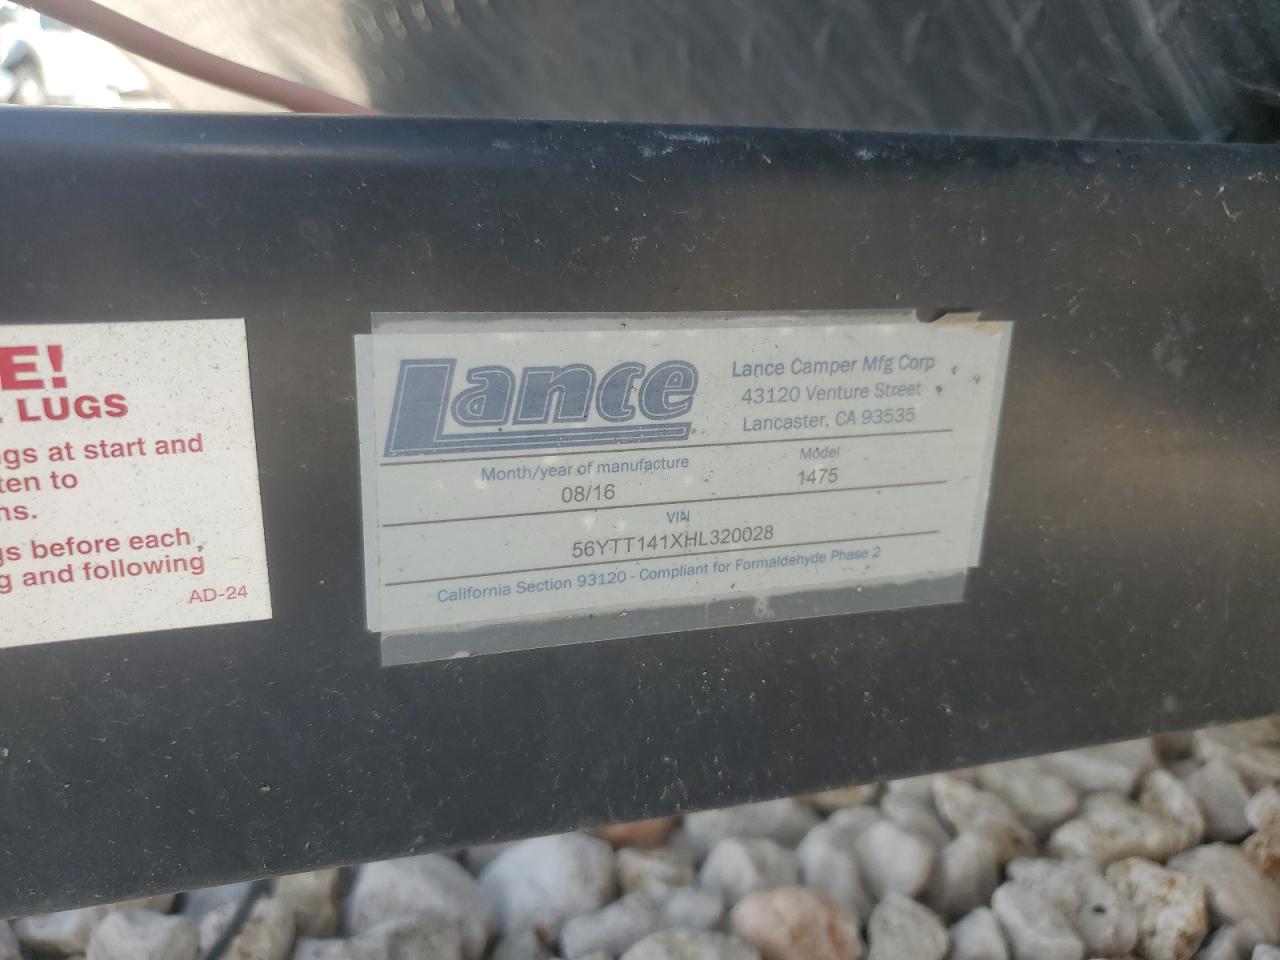 E!
LUGS
gs at start and
ten to
ns.
gs before each
g and following
AD-24
Lance
Lance Camper Mfg Corp
43120 Venture Street
Lancaster, CA 93535
Month/year of manufacture
08/16
Model
1475
VIN
56YTT141XHL320028
California Section 93120 - Compliant for Formaldehyde Phase 2